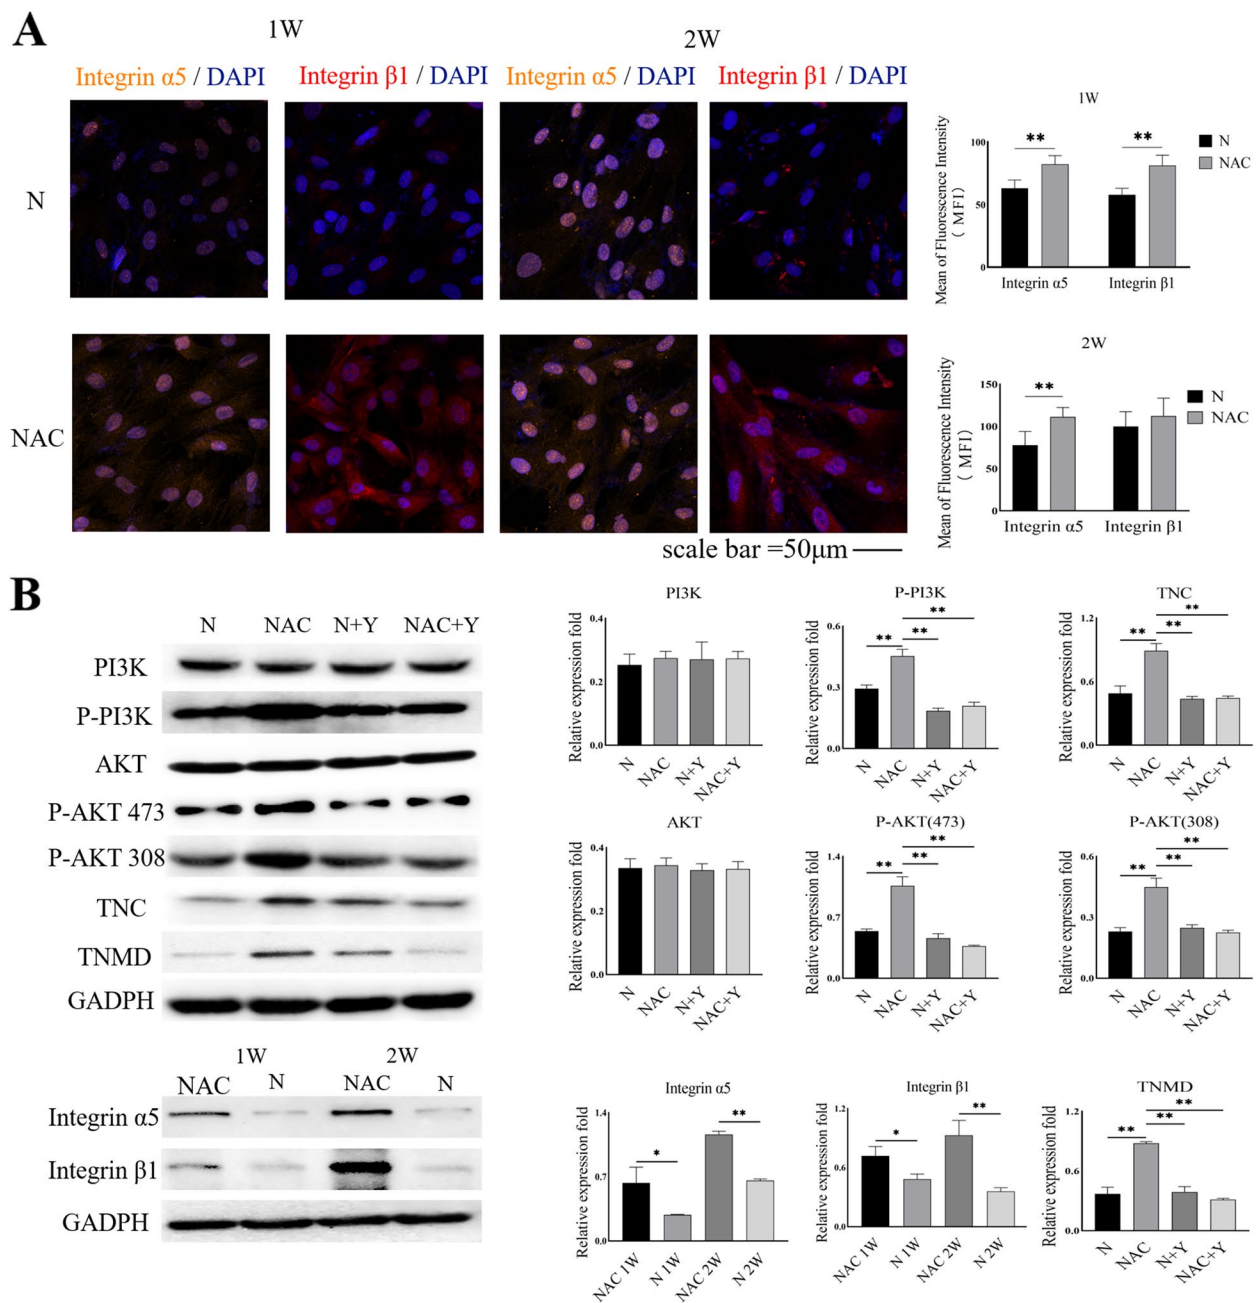 A
1W
2W
Integrin α5 / DAPI
Integrin β1 / DAPI
Integrin α5 / DAPI
Integrin β1 / DAPI
N
NAC
scale bar =50μm
1W
Mean of Fluorescence Intensity
( MFI)
100
50
0
**
**
N
NAC
Integrin α5
Integrin β1
2W
Mean of Fluorescence Intensity
( MFI)
150
100
50
0
**
N
NAC
Integrin α5
Integrin β1
B
N
NAC
N+Y
NAC+Y
PI3K
P-PI3K
AKT
P-AKT 473
P-AKT 308
TNC
TNMD
GADPH
1W
2W
NAC
N
NAC
N
Integrin α5
Integrin β1
GADPH
PI3K
Relative expression fold
0.4
0.2
0.0
N
NAC
N+Y
NAC+Y
P-PI3K
Relative expression fold
0.6
0.3
0.0
**
**
**
N
NAC
N+Y
NAC+Y
TNC
Relative expression fold
1.2
0.6
0.0
**
**
**
N
NAC
N+Y
NAC+Y
AKT
Relative expression fold
0.4
0.2
0.0
N
NAC
N+Y
NAC+Y
P-AKT(473)
Relative expression fold
1.4
0.7
0.0
**
**
**
N
NAC
N+Y
NAC+Y
P-AKT(308)
Relative expression fold
0.6
0.3
0.0
**
**
**
N
NAC
N+Y
NAC+Y
Integrin α5
Relative expression fold
1.4
0.7
0.0
*
**
NAC 1W
N 1W
NAC 2W
N 2W
Integrin β1
Relative expression fold
1.2
0.6
0.0
*
**
NAC 1W
N 1W
NAC 2W
N 2W
TNMD
Relative expression fold
1.2
0.6
0.0
**
**
**
N
NAC
N+Y
NAC+Y